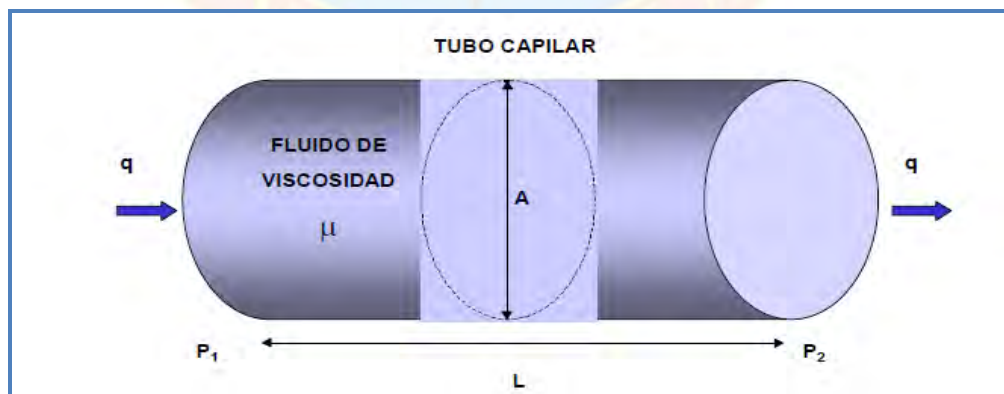 TUBO CAPILAR
FLUIDO DE
VISCOSIDAD
μ
q
A
q
P₁
P₂
L